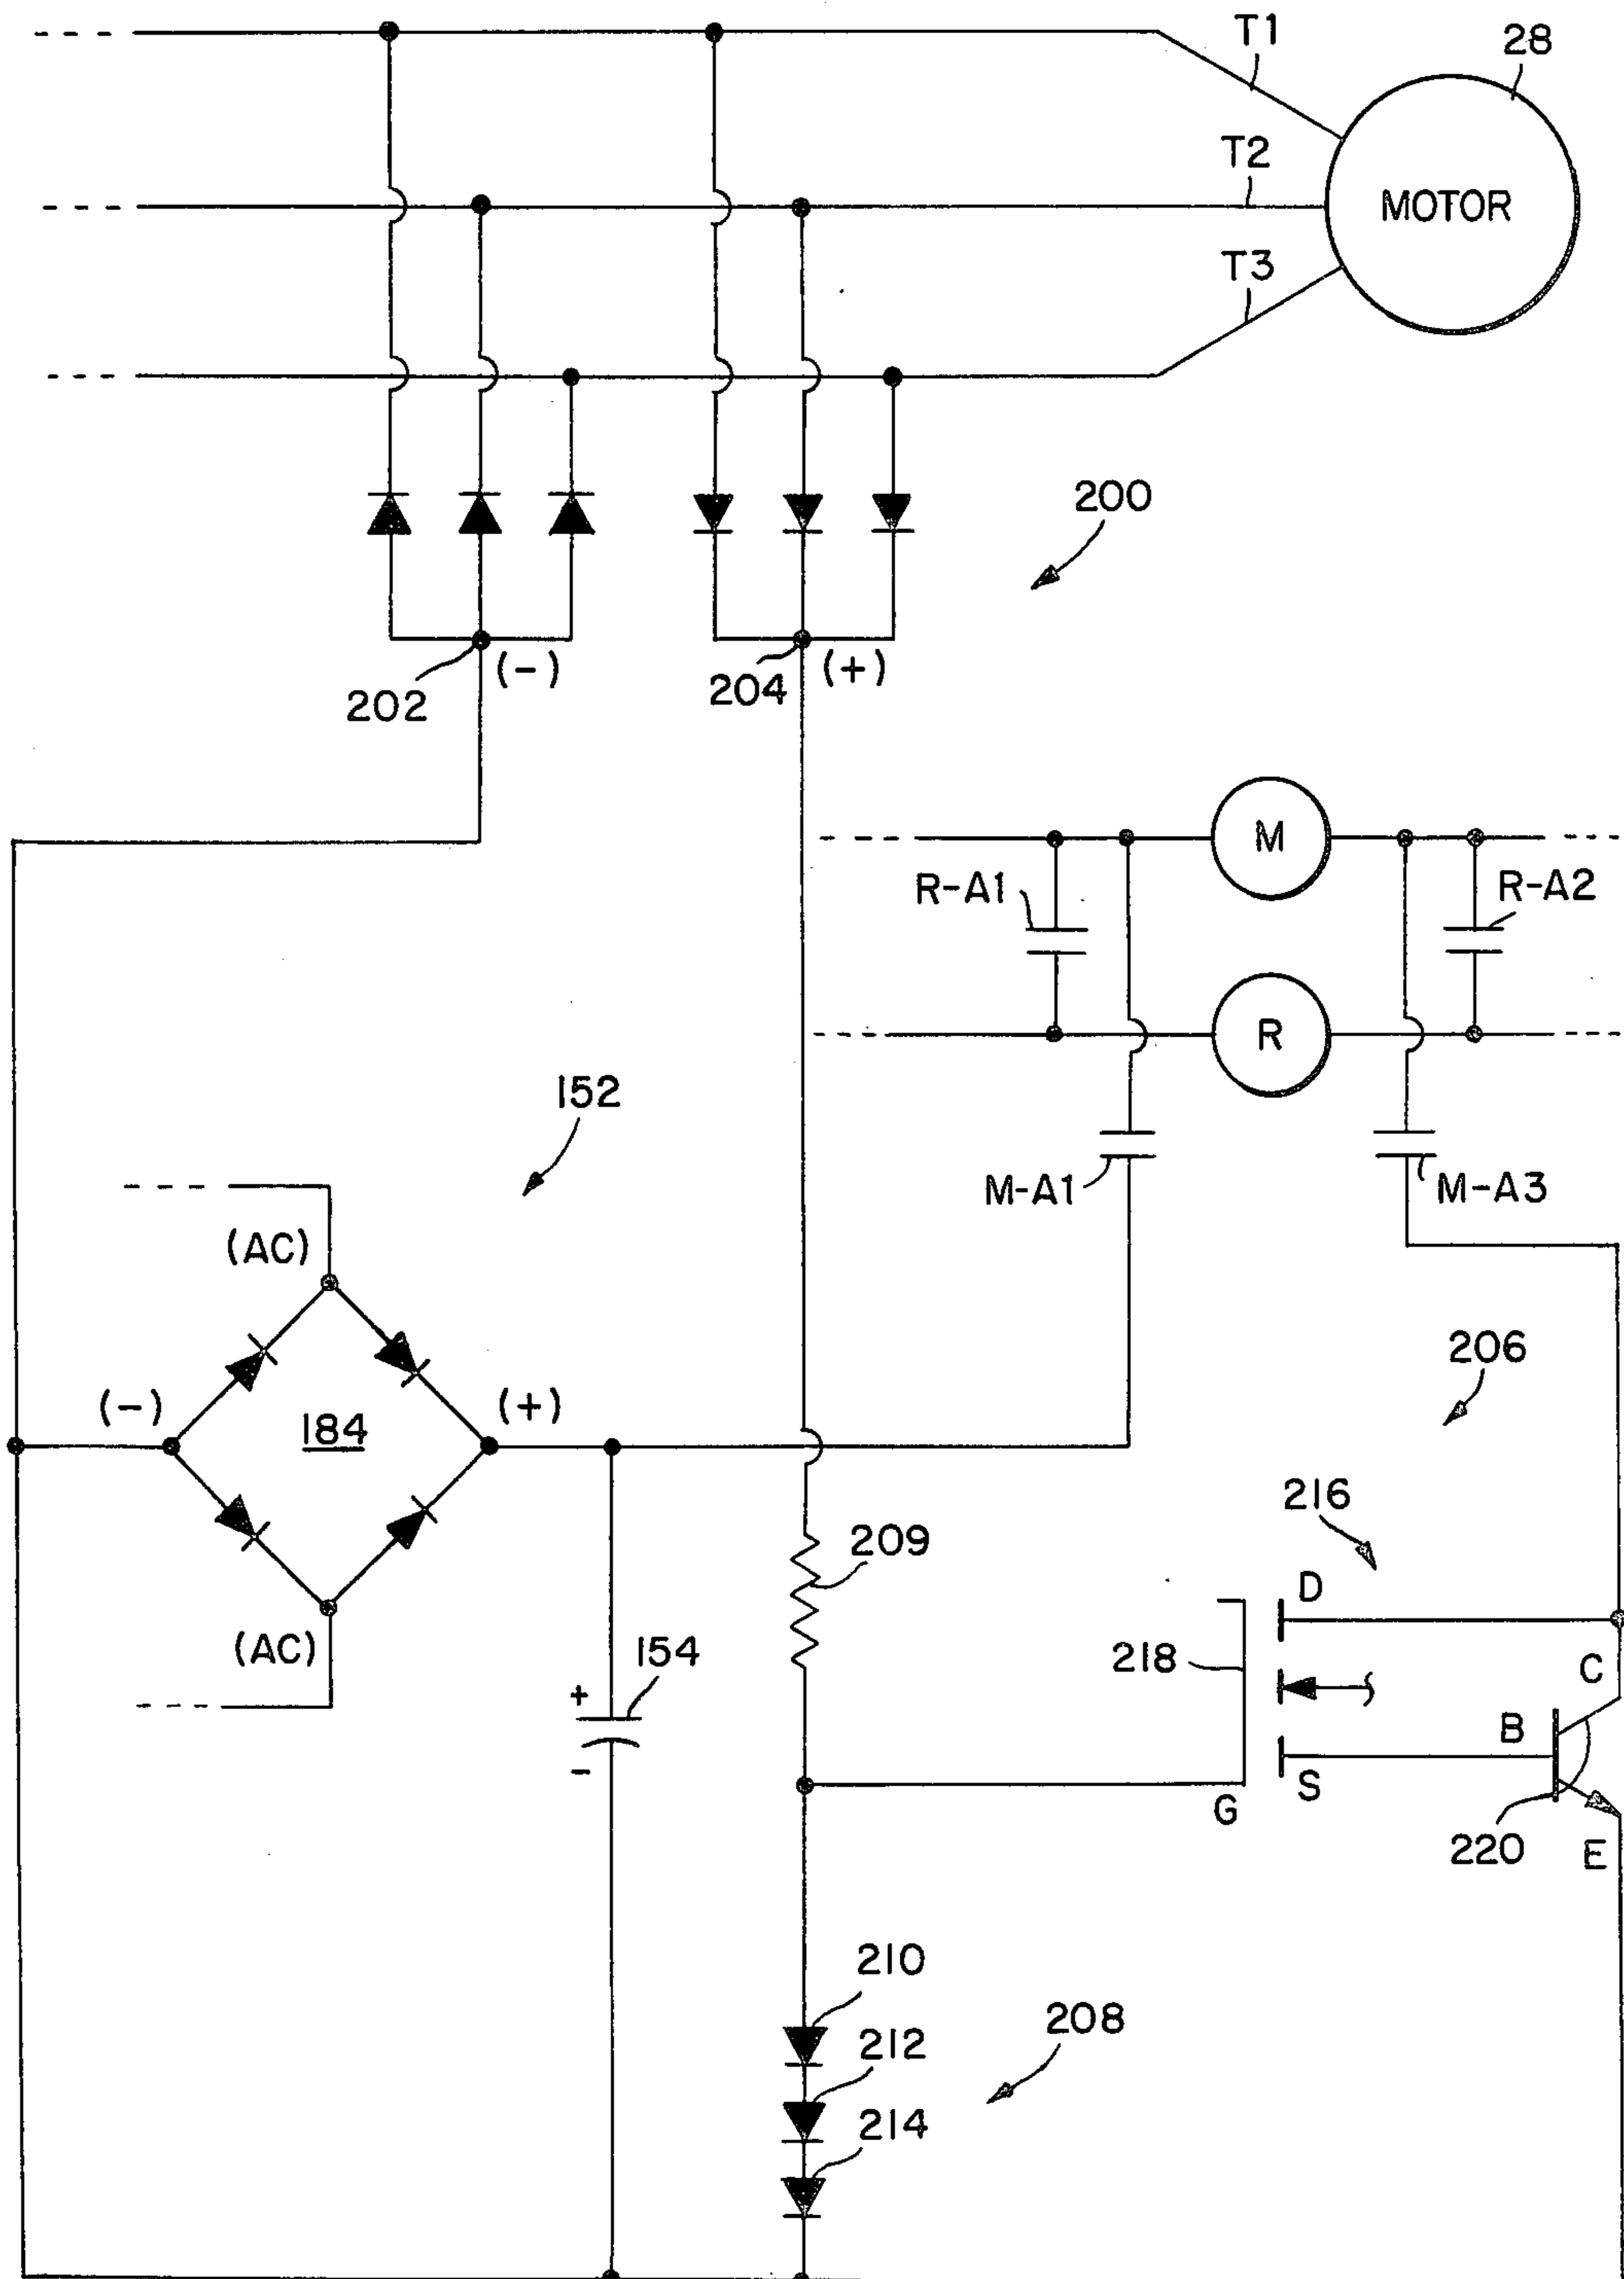 T1
28
T2
MOTOR
T3
200
(-)
(+)
202
204
M
R-A1
R-A2
R
152
M-A1
M-A3
(AC)
206
(-)
(+)
184
216
209
D
(AC)
154
218
C
+
B
-
S
G
220
E
210
208
212
214